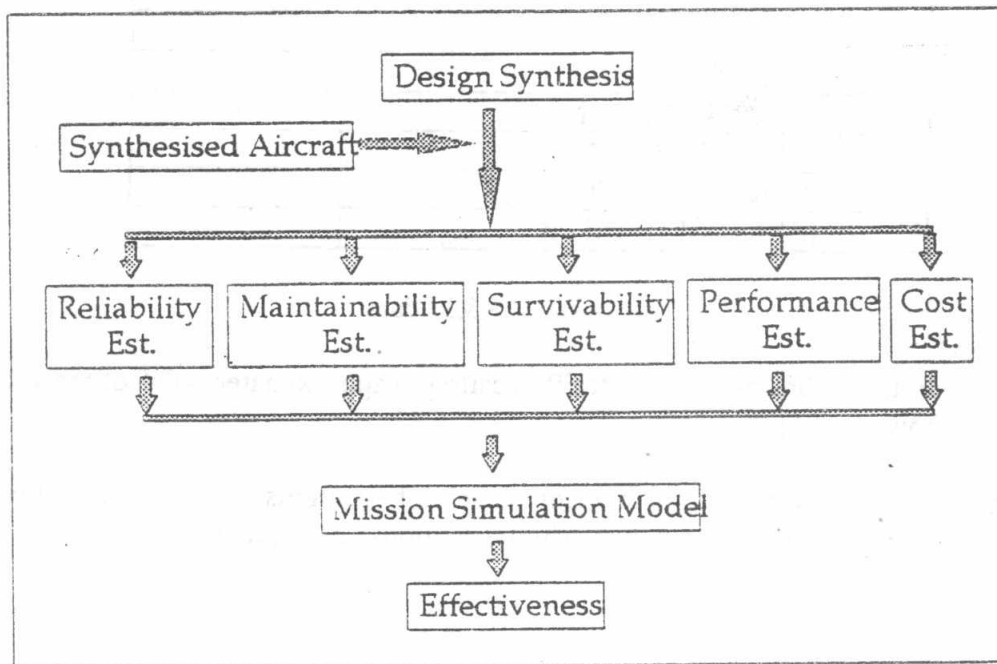 Design Synthesis
Synthesised Aircraft
Reliability
Est.
Maintainability
Est.
Survivability
Est.
Performance
Est.
Cost
Est.
Mission Simulation Model
Effectiveness